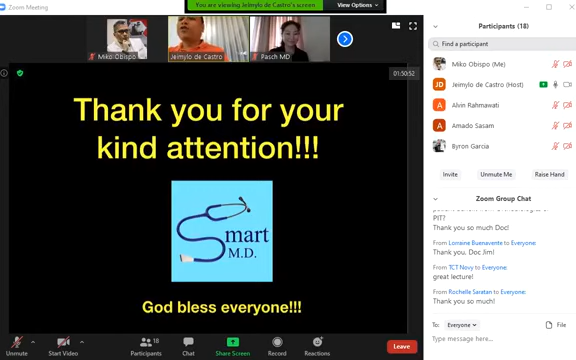 Zoom Meeting
You are viewing Jeimylo de Castro's screen
View Options
Miko Obispo
Jeimylo de Castro
Pasch MD
01:50:52
Thank you for your
kind attention!!!
Smart
M.D.
God bless everyone!!!
Unmute
Start Video
18
Participants
Chat
Share Screen
Record
Reactions
Leave
Participants (18)
Find a participant
Miko Obispo (Me)
JD
Jeimylo de Castro (Host)
A
Alvin Rahmawati
Amado Sasam
Byron Garcia
Invite
Unmute Me
Raise Hand
Zoom Group Chat
PIT?
Thank you so much Doc!
From Lorraine Buenavente to Everyone:
Thank you, Doc Jim!
From TCT Novy to Everyone:
great lecture!
From Rochelle Saratan to Everyone:
Thank you so much!
To:
Everyone
File
Type message here...